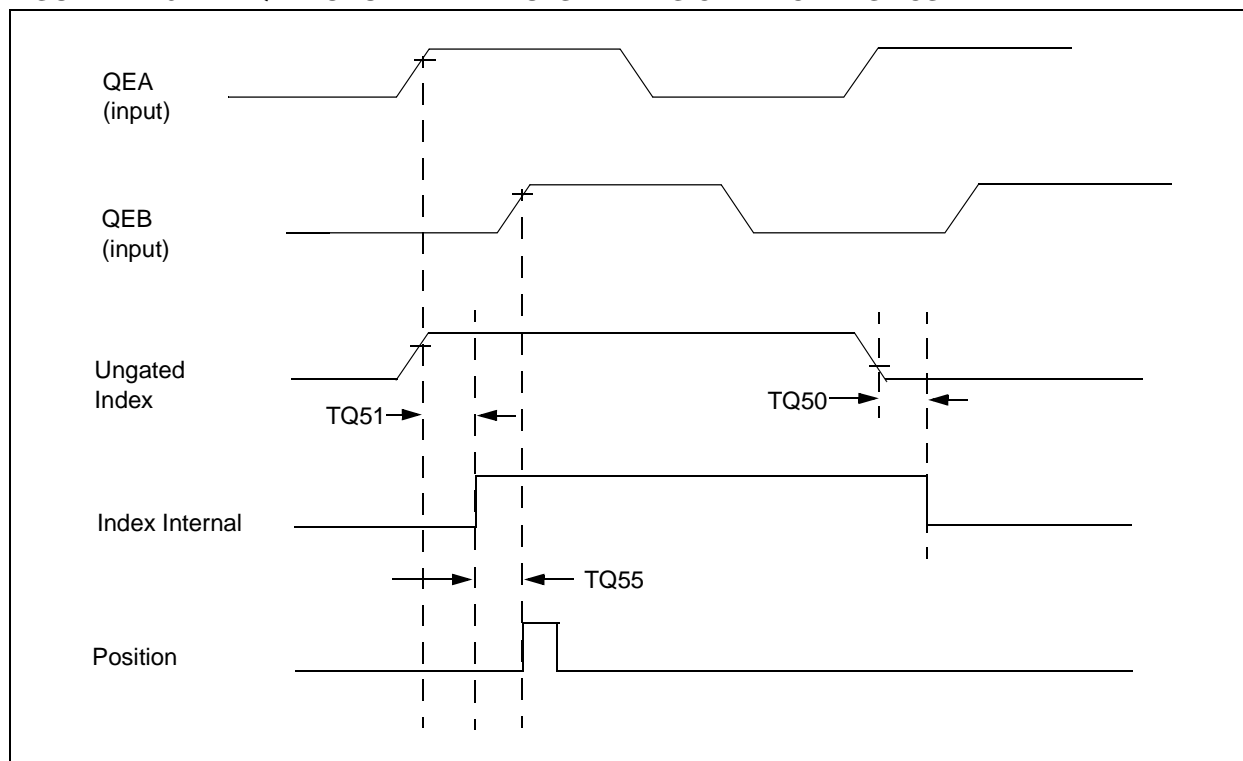 QEA
(input)
QEB
(input)
Ungated
Index
TQ51
TQ50
Index Internal
TQ55
Position